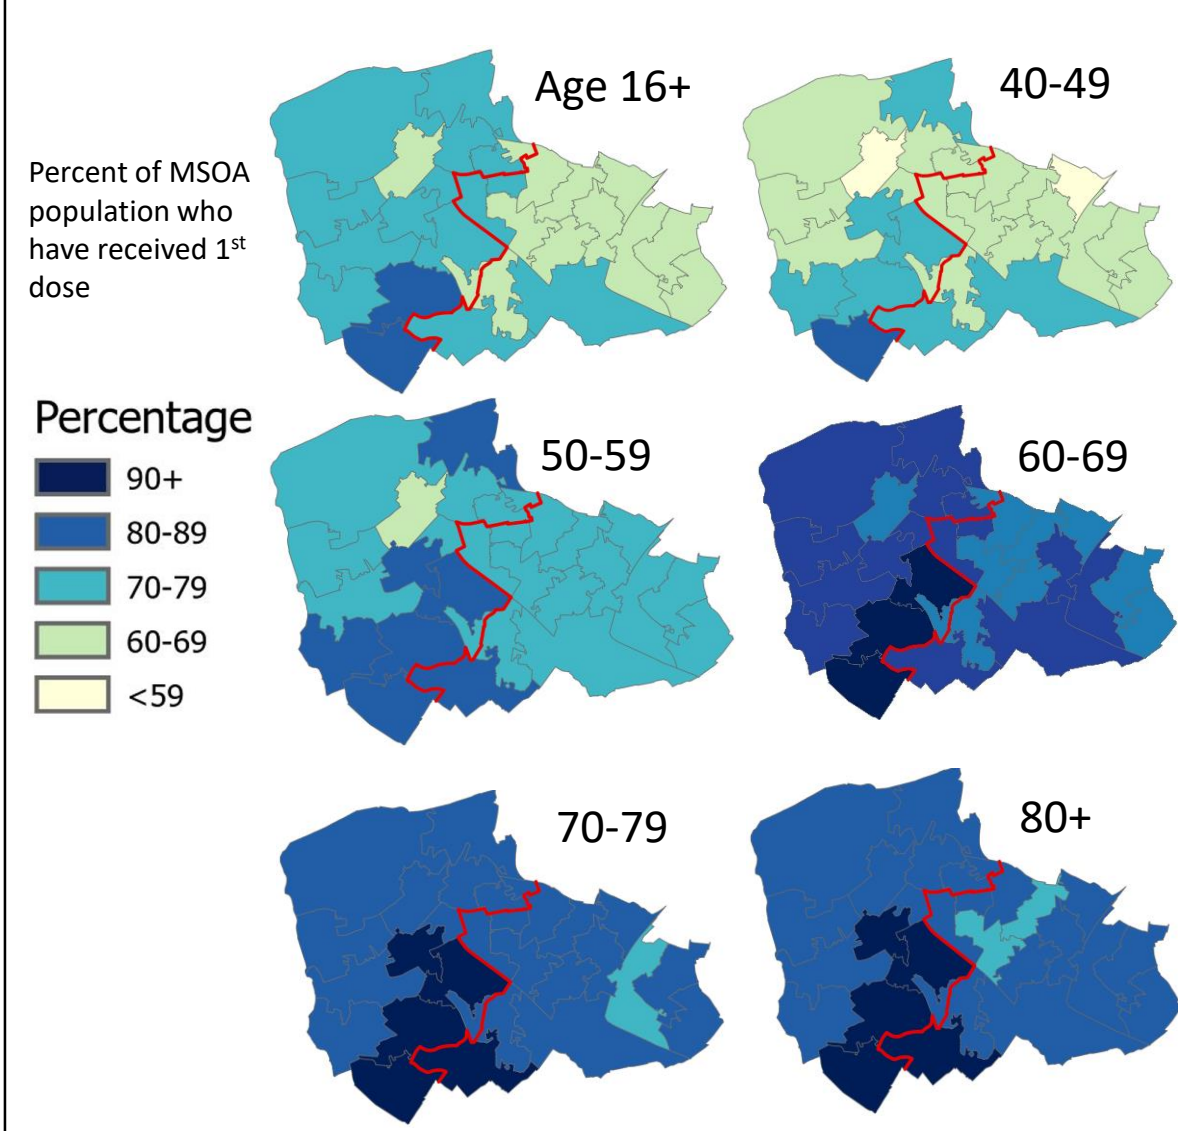 Age 16+
40-49
Percent of MSOA
population who
have received 1st
dose
Percentage
90+
80-89
70-79
60-69
<59
50-59
60-69
70-79
80+